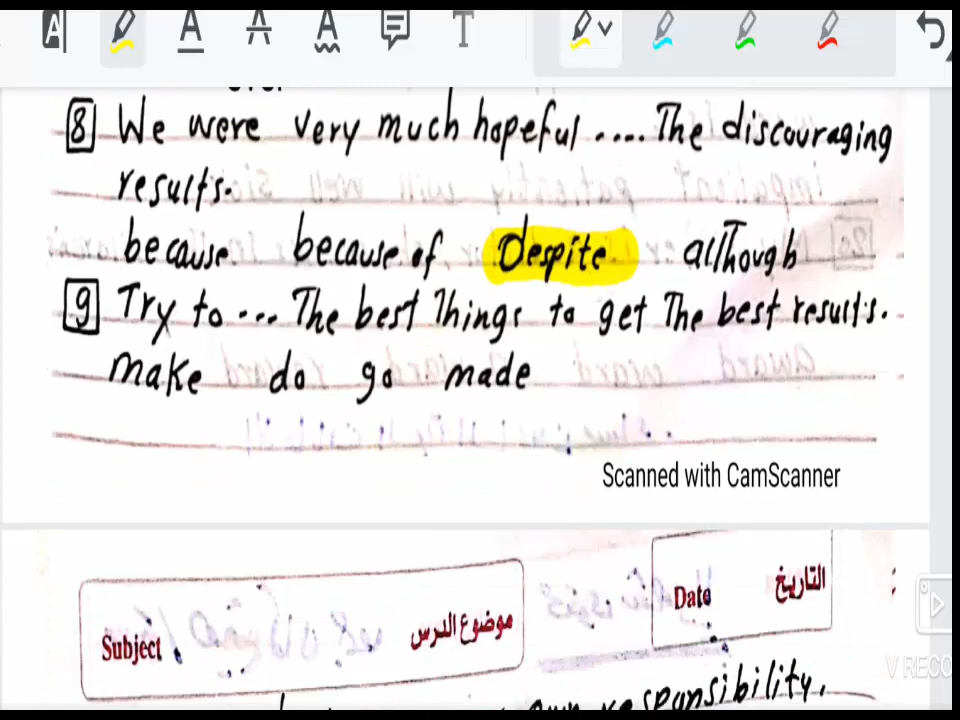 A A A A T
8 We were very much hopeful .... The discouraging
results.
because because of Despite although
9 Try to ... The best Things to get The best results.
make do go made
Scanned with CamScanner
Date التاريخ
Subject موضوع الدرس
responsibility.
V RECO